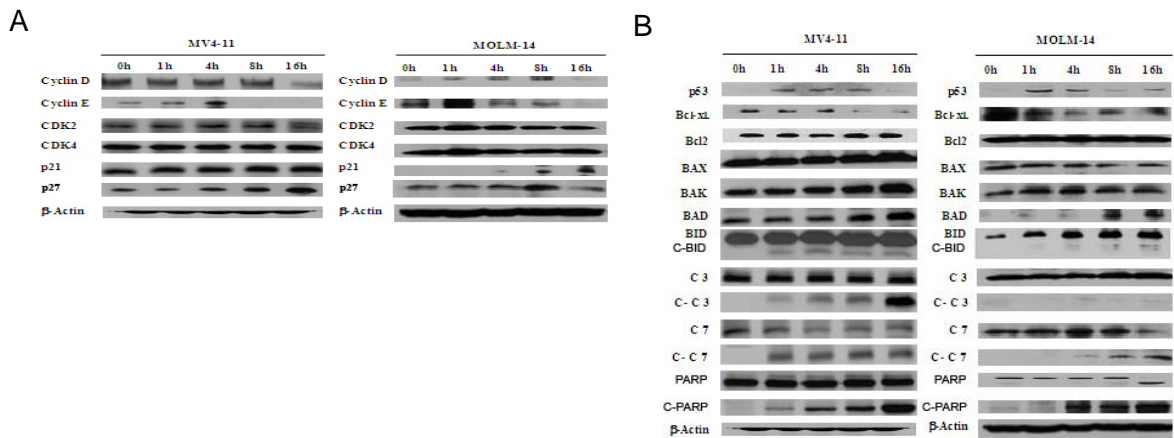 A
MV4-11
0h 1h 4h 8h 16h
Cyclin D
Cyclin E
CDK2
CDK4
p21
p27
β-Actin
MOLM-14
0h 1h 4h 8h 16h
Cyclin D
Cyclin E
CDK2
CDK4
p21
p27
β-Actin
B
MV4-11
0h 1h 4h 8h 16h
p53
Bcl-xL
Bcl2
BAX
BAK
BAD
BID
C-BID
C 3
C- C 3
C 7
C- C 7
PARP
C-PARP
β-Actin
MOLM-14
0h 1h 4h 8h 16h
p53
Bcl-xL
Bcl2
BAX
BAK
BAD
BID
C-BID
C 3
C- C 3
C 7
C- C 7
PARP
C-PARP
β-Actin